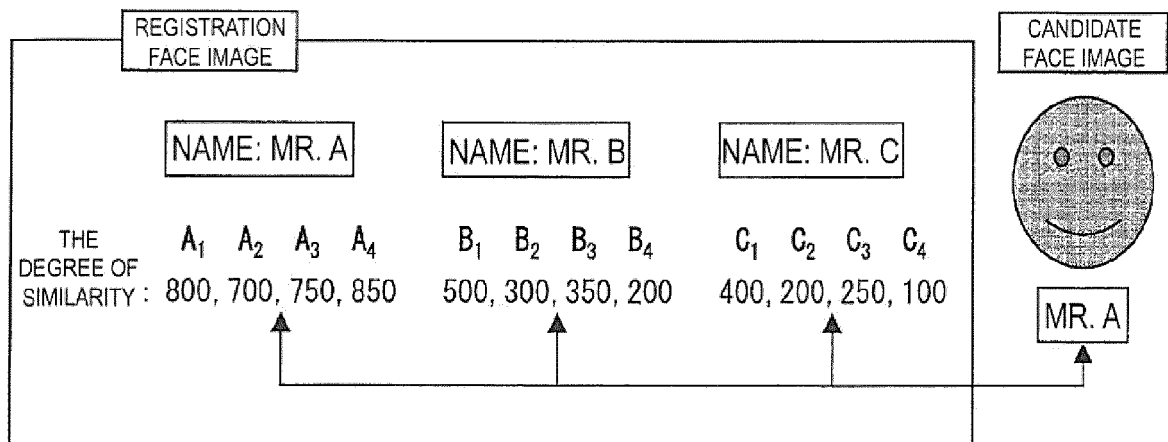 REGISTRATION
FACE IMAGE
CANDIDATE
FACE IMAGE
NAME: MR. A
NAME: MR. B
NAME: MR. C
THE
DEGREE OF
SIMILARITY :
A₁ A₂ A₃ A₄
800, 700, 750, 850
B₁ B₂ B₃ B₄
500, 300, 350, 200
C₁ C₂ C₃ C₄
400, 200, 250, 100
MR. A